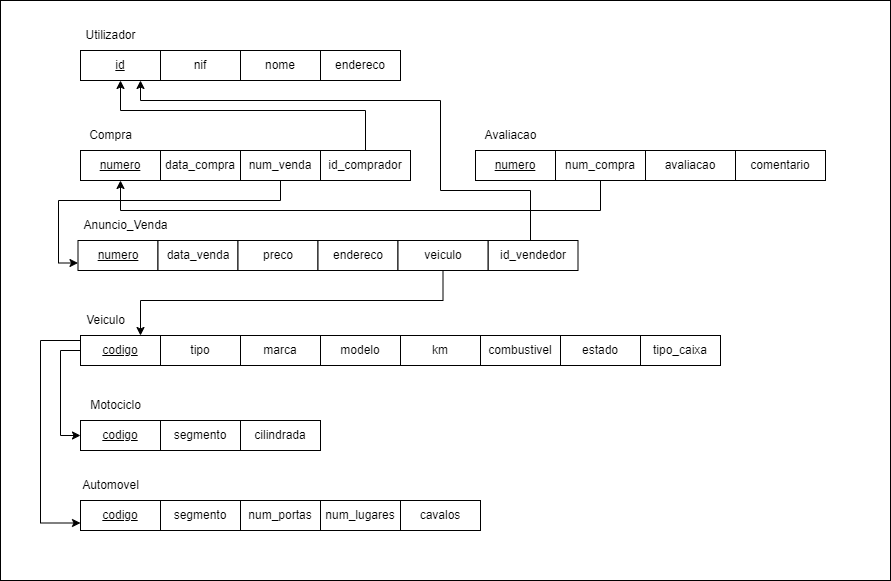 Utilizador
id nif nome endereco
Compra
numero data_compra num_venda id_comprador
Avaliacao
numero num_compra avaliacao comentario
Anuncio_Venda
numero data_venda preco endereco veiculo id_vendedor
Veiculo
codigo tipo marca modelo km combustivel estado tipo_caixa
Motociclo
codigo segmento cilindrada
Automovel
codigo segmento num_portas num_lugares cavalos